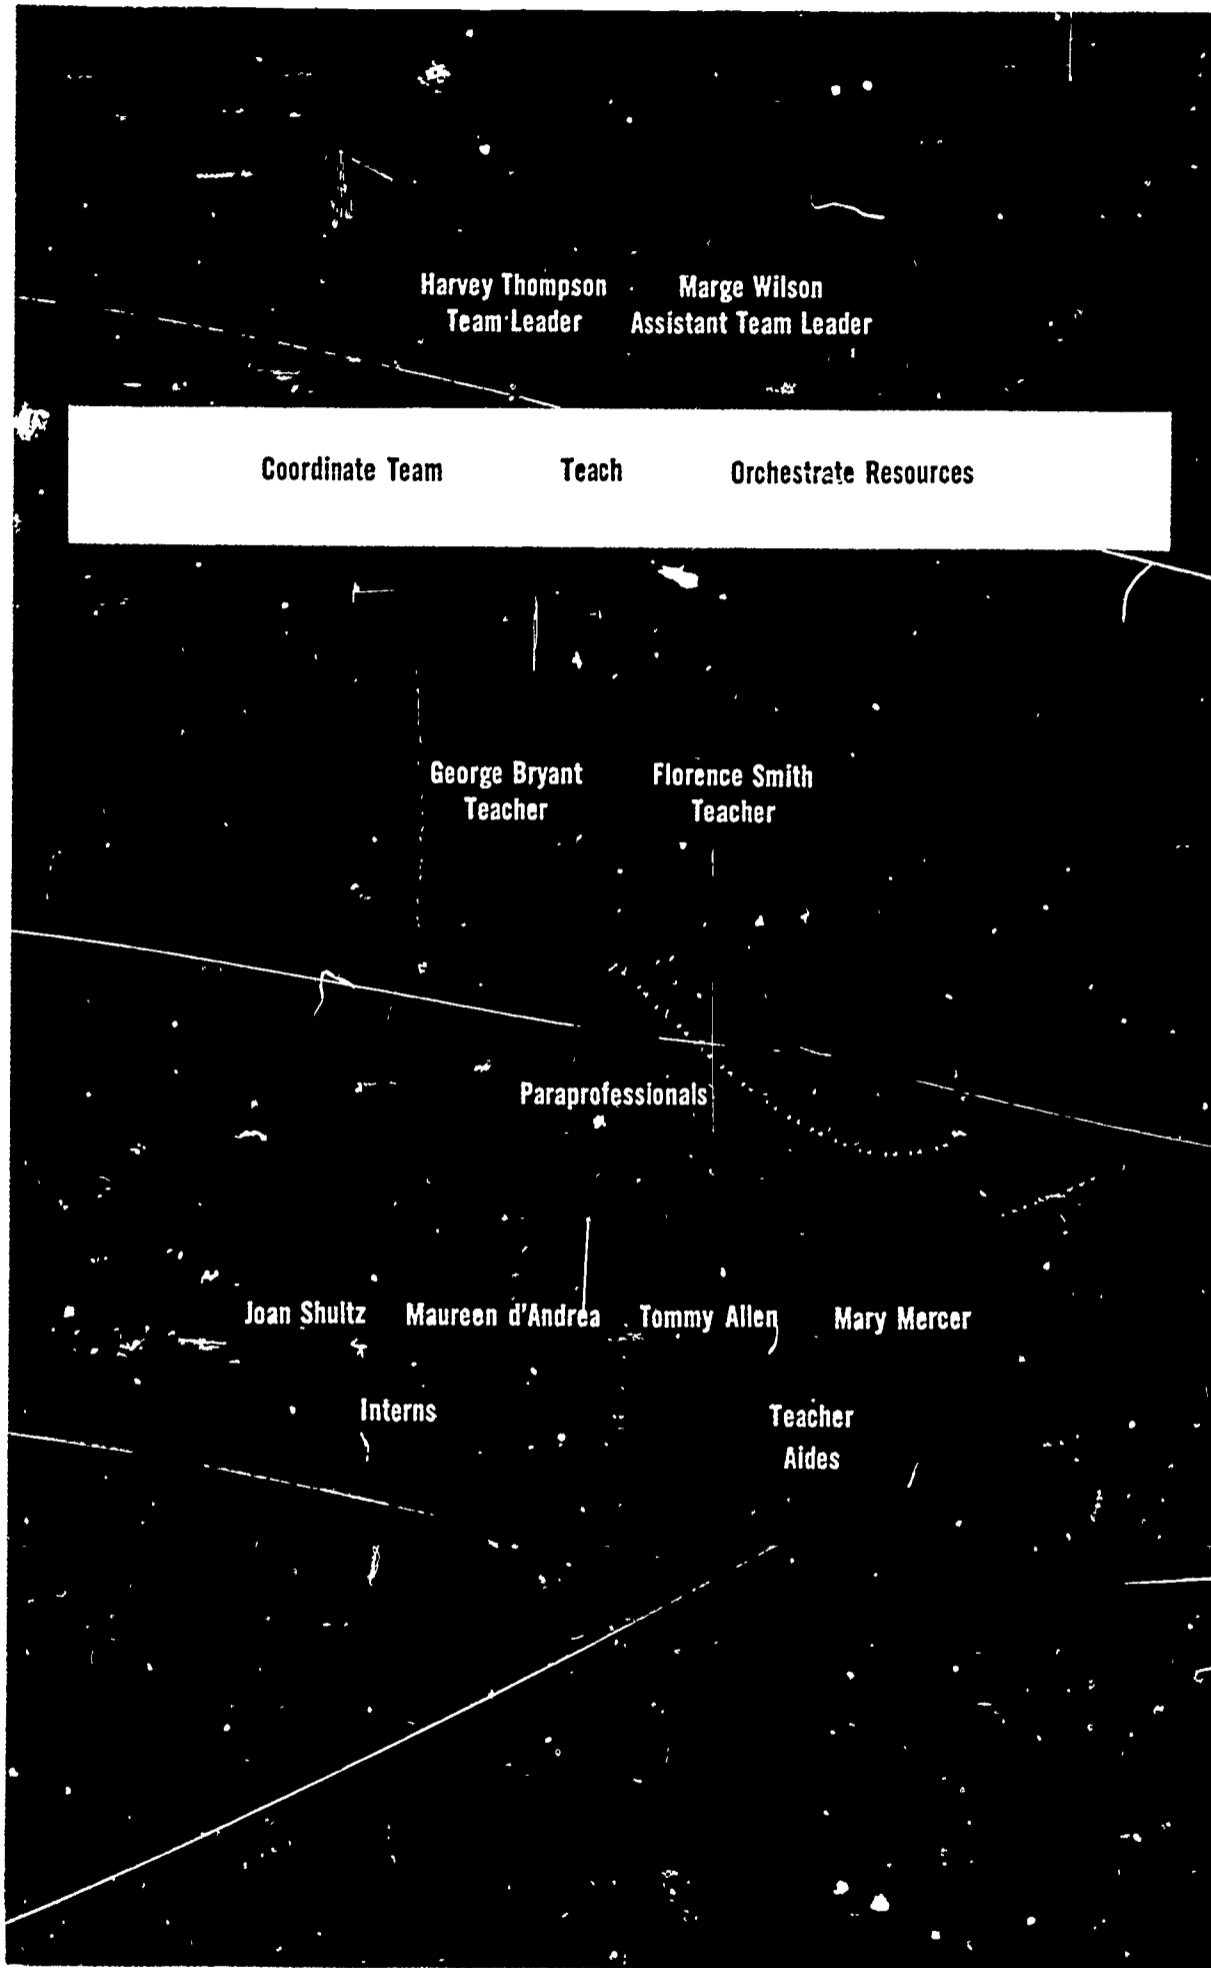 Harvey Thompson Marge Wilson
Team Leader Assistant Team Leader
Coordinate Team Teach Orchestrate Resources
George Bryant Florence Smith
Teacher Teacher
Paraprofessionals
Joan Shultz Maureen d'Andrea Tommy Allen Mary Mercer
Interns Teacher
Aides